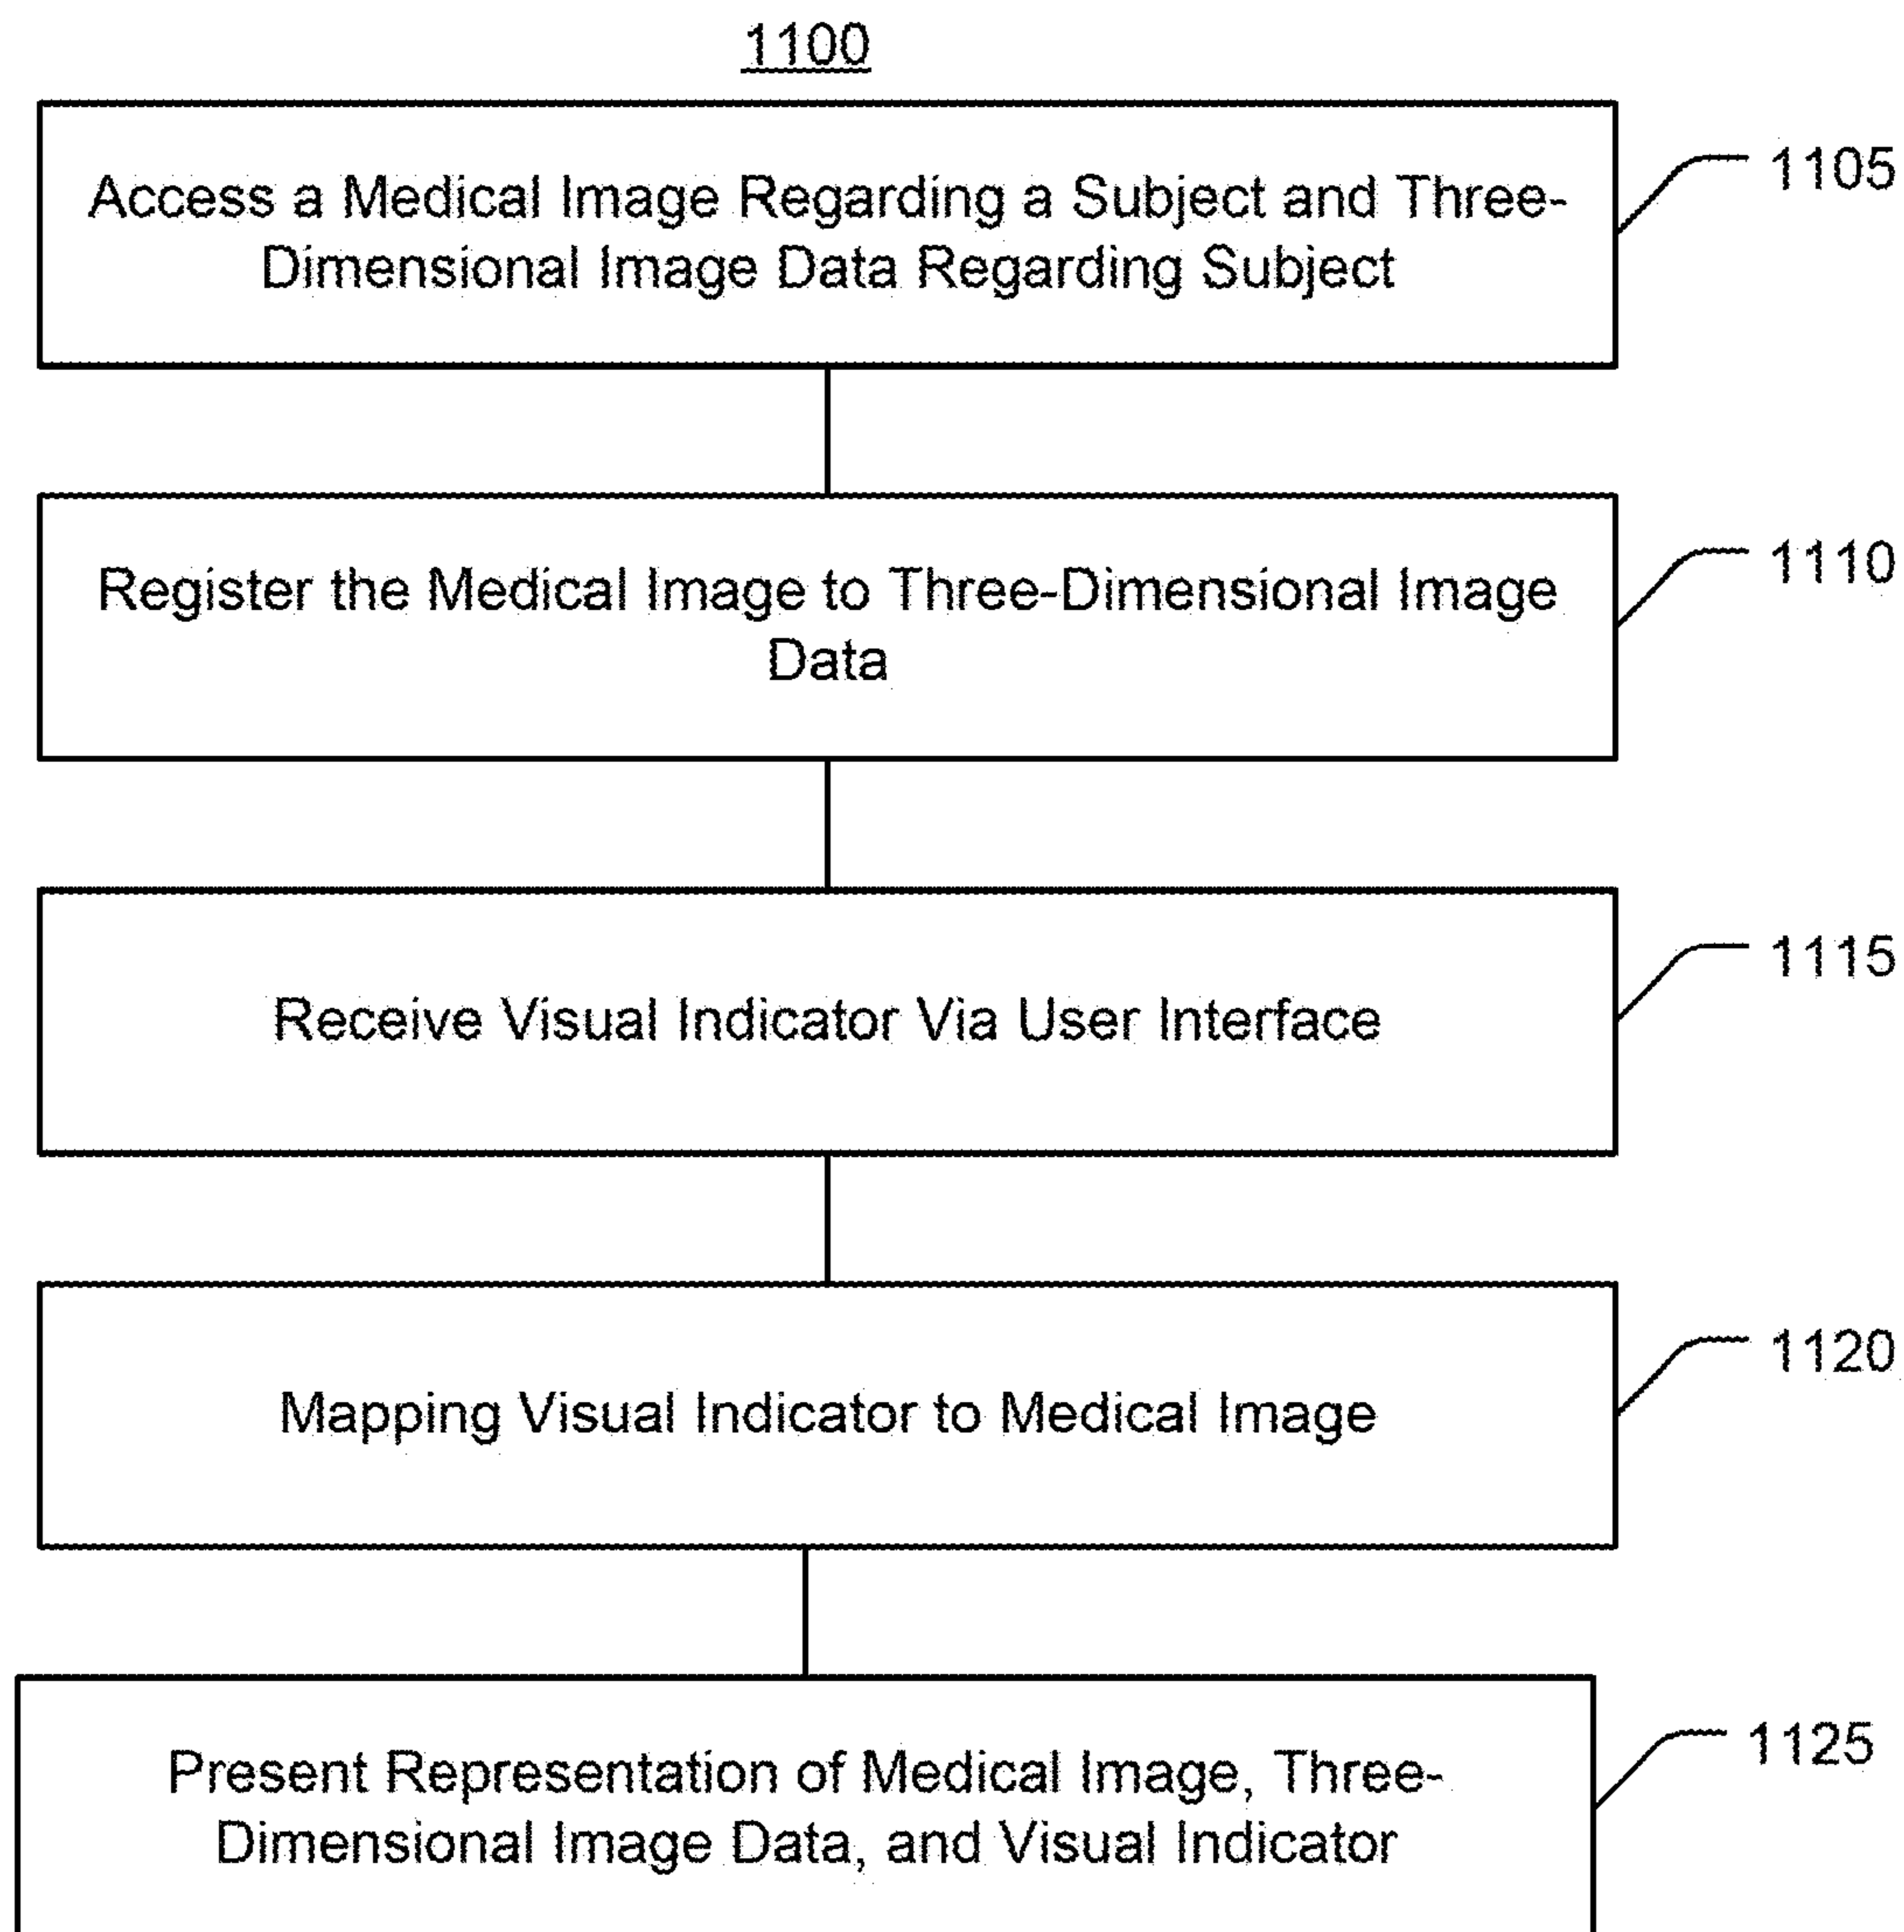 1100
Access a Medical Image Regarding a Subject and Three-
Dimensional Image Data Regarding Subject
1105
Register the Medical Image to Three-Dimensional Image
Data
1110
Receive Visual Indicator Via User Interface
1115
Mapping Visual Indicator to Medical Image
1120
Present Representation of Medical Image, Three-
Dimensional Image Data, and Visual Indicator
1125